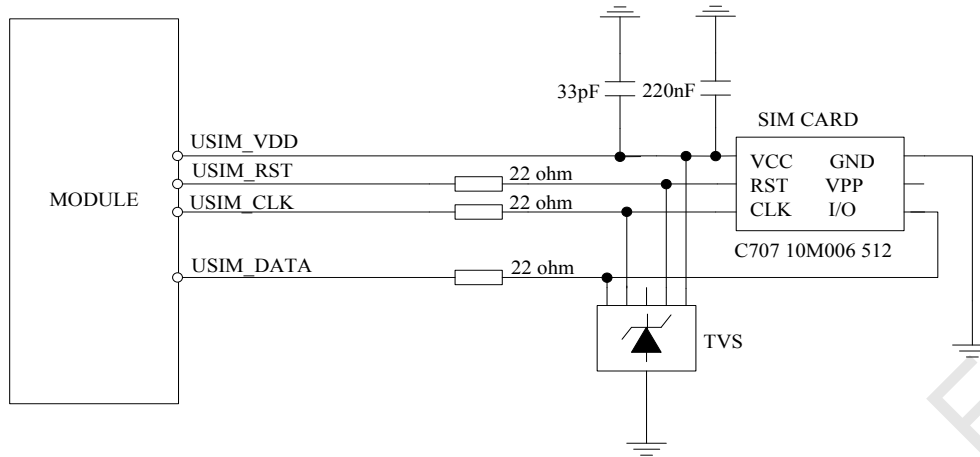 33pF
220nF
SIM CARD
USIM_VDD
VCC GND
USIM_RST
22 ohm
RST VPP
MODULE
USIM_CLK
22 ohm
CLK I/O
C707 10M006 512
USIM_DATA
22 ohm
TVS
E